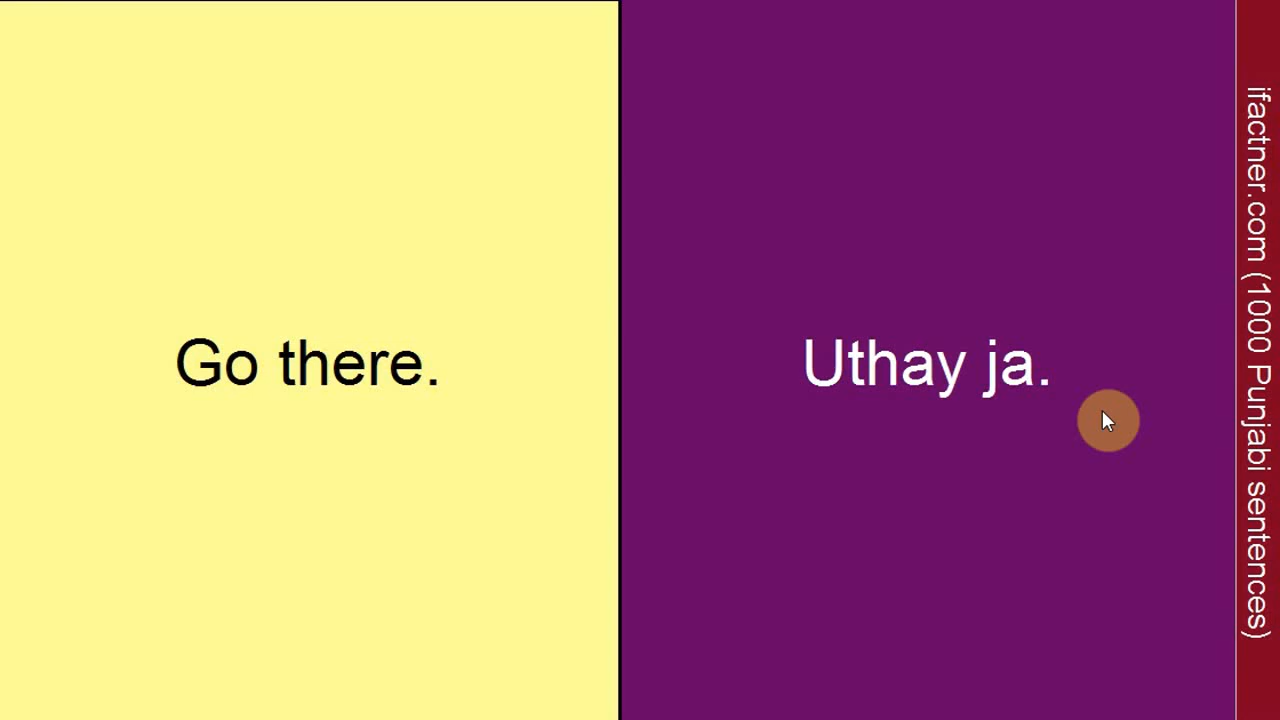 Go there.
Uthay ja.
ifactner.com (1000 Punjabi sentences)